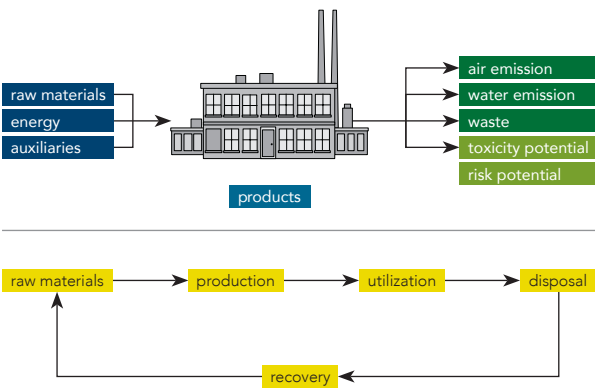 raw materials
energy
auxiliaries
air emission
water emission
waste
toxicity potential
risk potential
products
raw materials
production
utilization
disposal
recovery